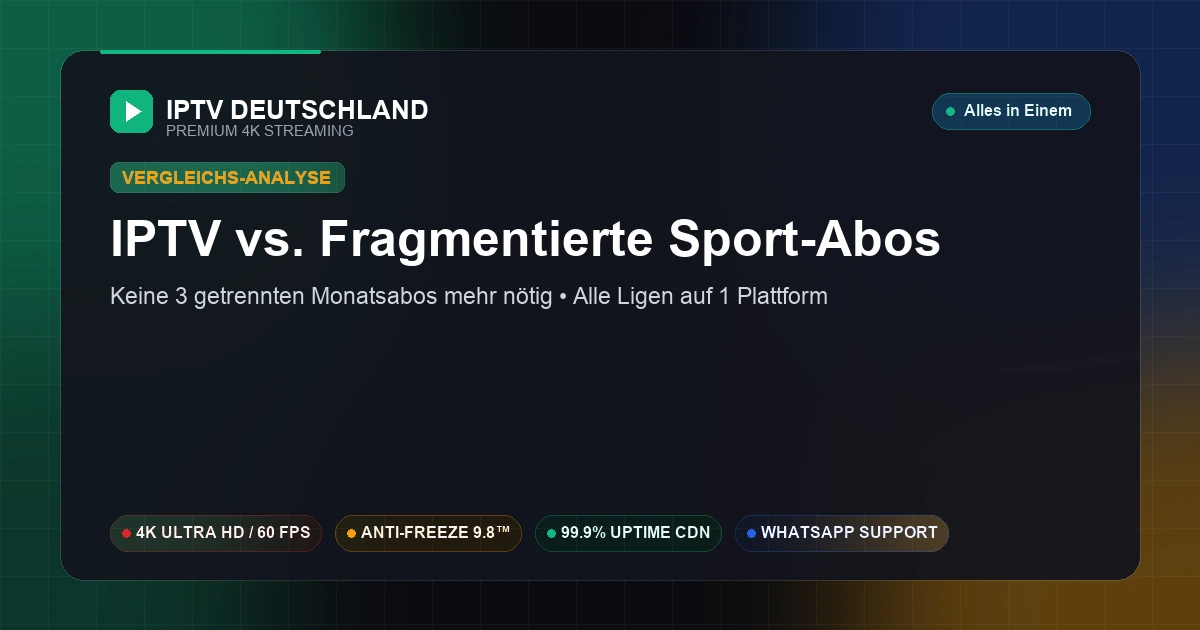 IPTV DEUTSCHLAND
PREMIUM 4K STREAMING
Alles in Einem
VERGLEICHS-ANALYSE
IPTV vs. Fragmentierte Sport-Abos
Keine 3 getrennten Monatsabos mehr nötig • Alle Ligen auf 1 Plattform
4K ULTRA HD / 60 FPS
ANTI-FREEZE 9.8™
99.9% UPTIME CDN
WHATSAPP SUPPORT